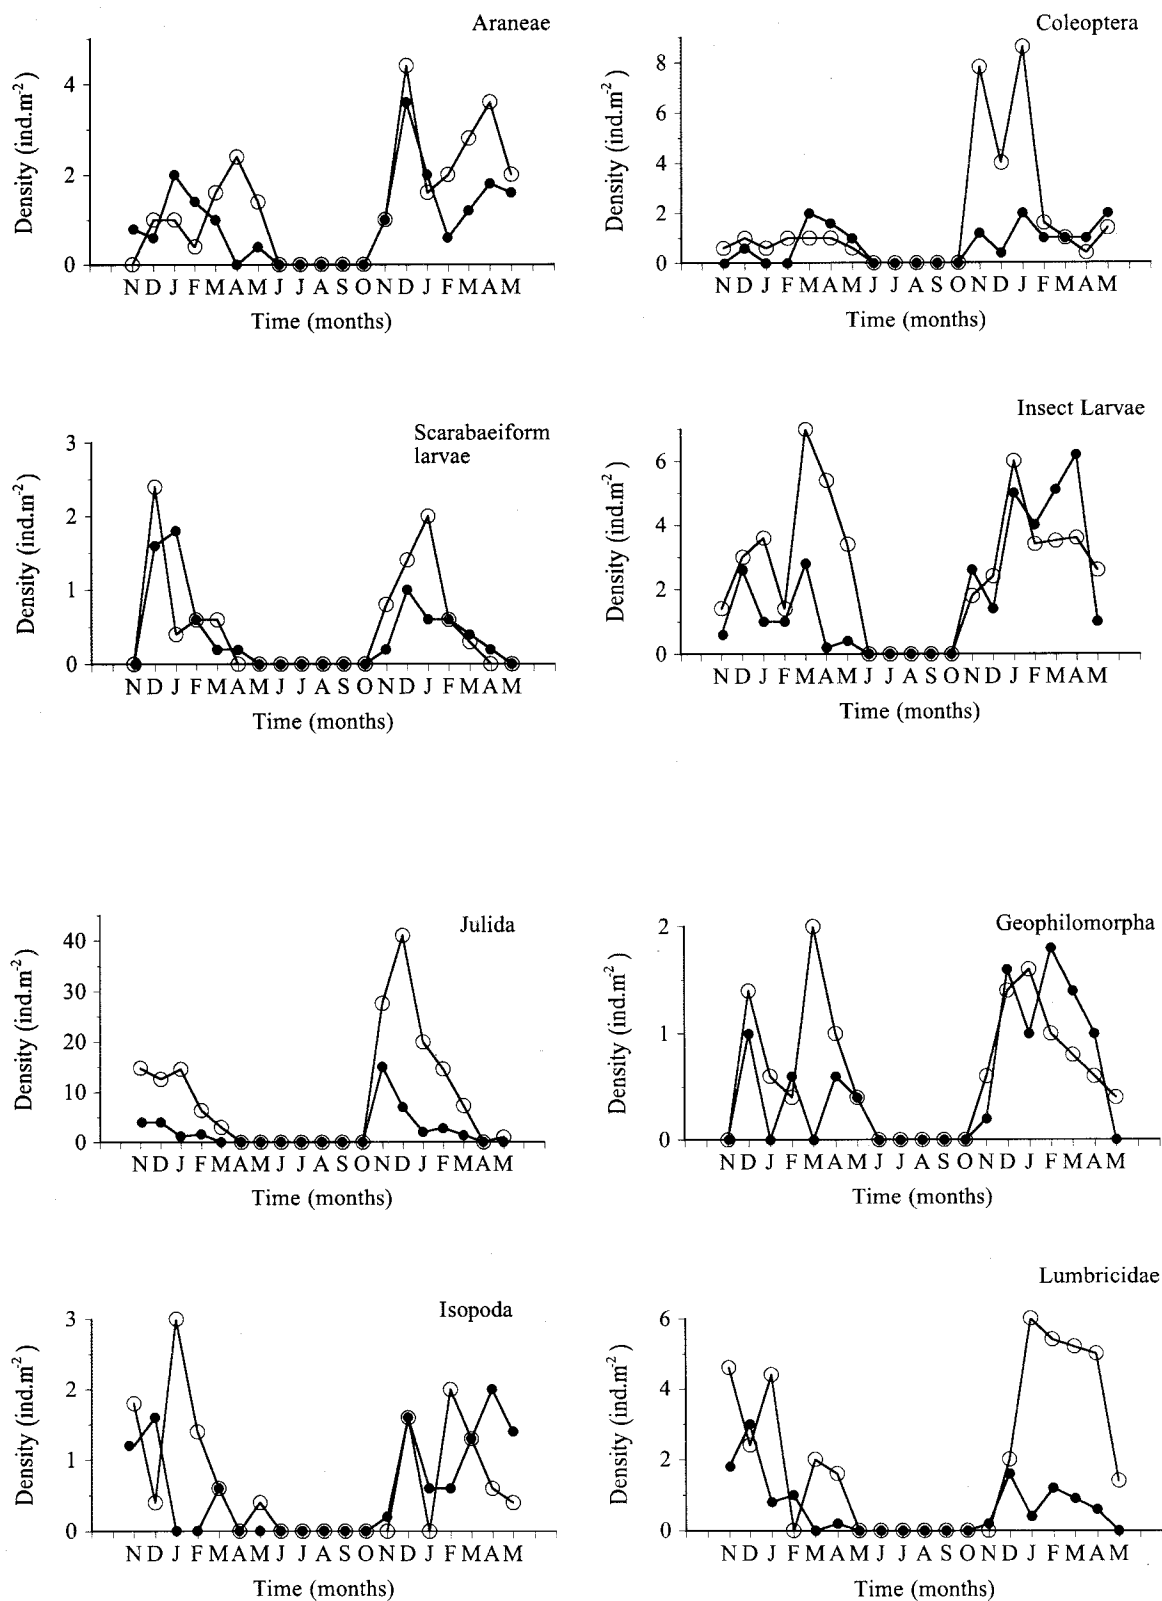 Araneae
Density (ind.m-2)
4
2
0
N D J F M A M J J A S O N D J F M A M
Time (months)
Coleoptera
Density (ind.m-2)
8
6
4
2
0
N D J F M A M J J A S O N D J F M A M
Time (months)
Scarabaeiform
larvae
Density (ind.m-2)
3
2
1
0
N D J F M A M J J A S O N D J F M A M
Time (months)
Insect Larvae
Density (ind.m-2)
6
4
2
0
N D J F M A M J J A S O N D J F M A M
Time (months)
Julida
Density (ind.m-2)
40
30
20
10
0
N D J F M A M J J A S O N D J F M A M
Time (months)
Geophilomorpha
Density (ind.m-2)
2
1
0
N D J F M A M J J A S O N D J F M A M
Time (months)
Isopoda
Density (ind.m-2)
3
2
1
0
N D J F M A M J J A S O N D J F M A M
Time (months)
Lumbricidae
Density (ind.m-2)
6
4
2
0
N D J F M A M J J A S O N D J F M A M
Time (months)